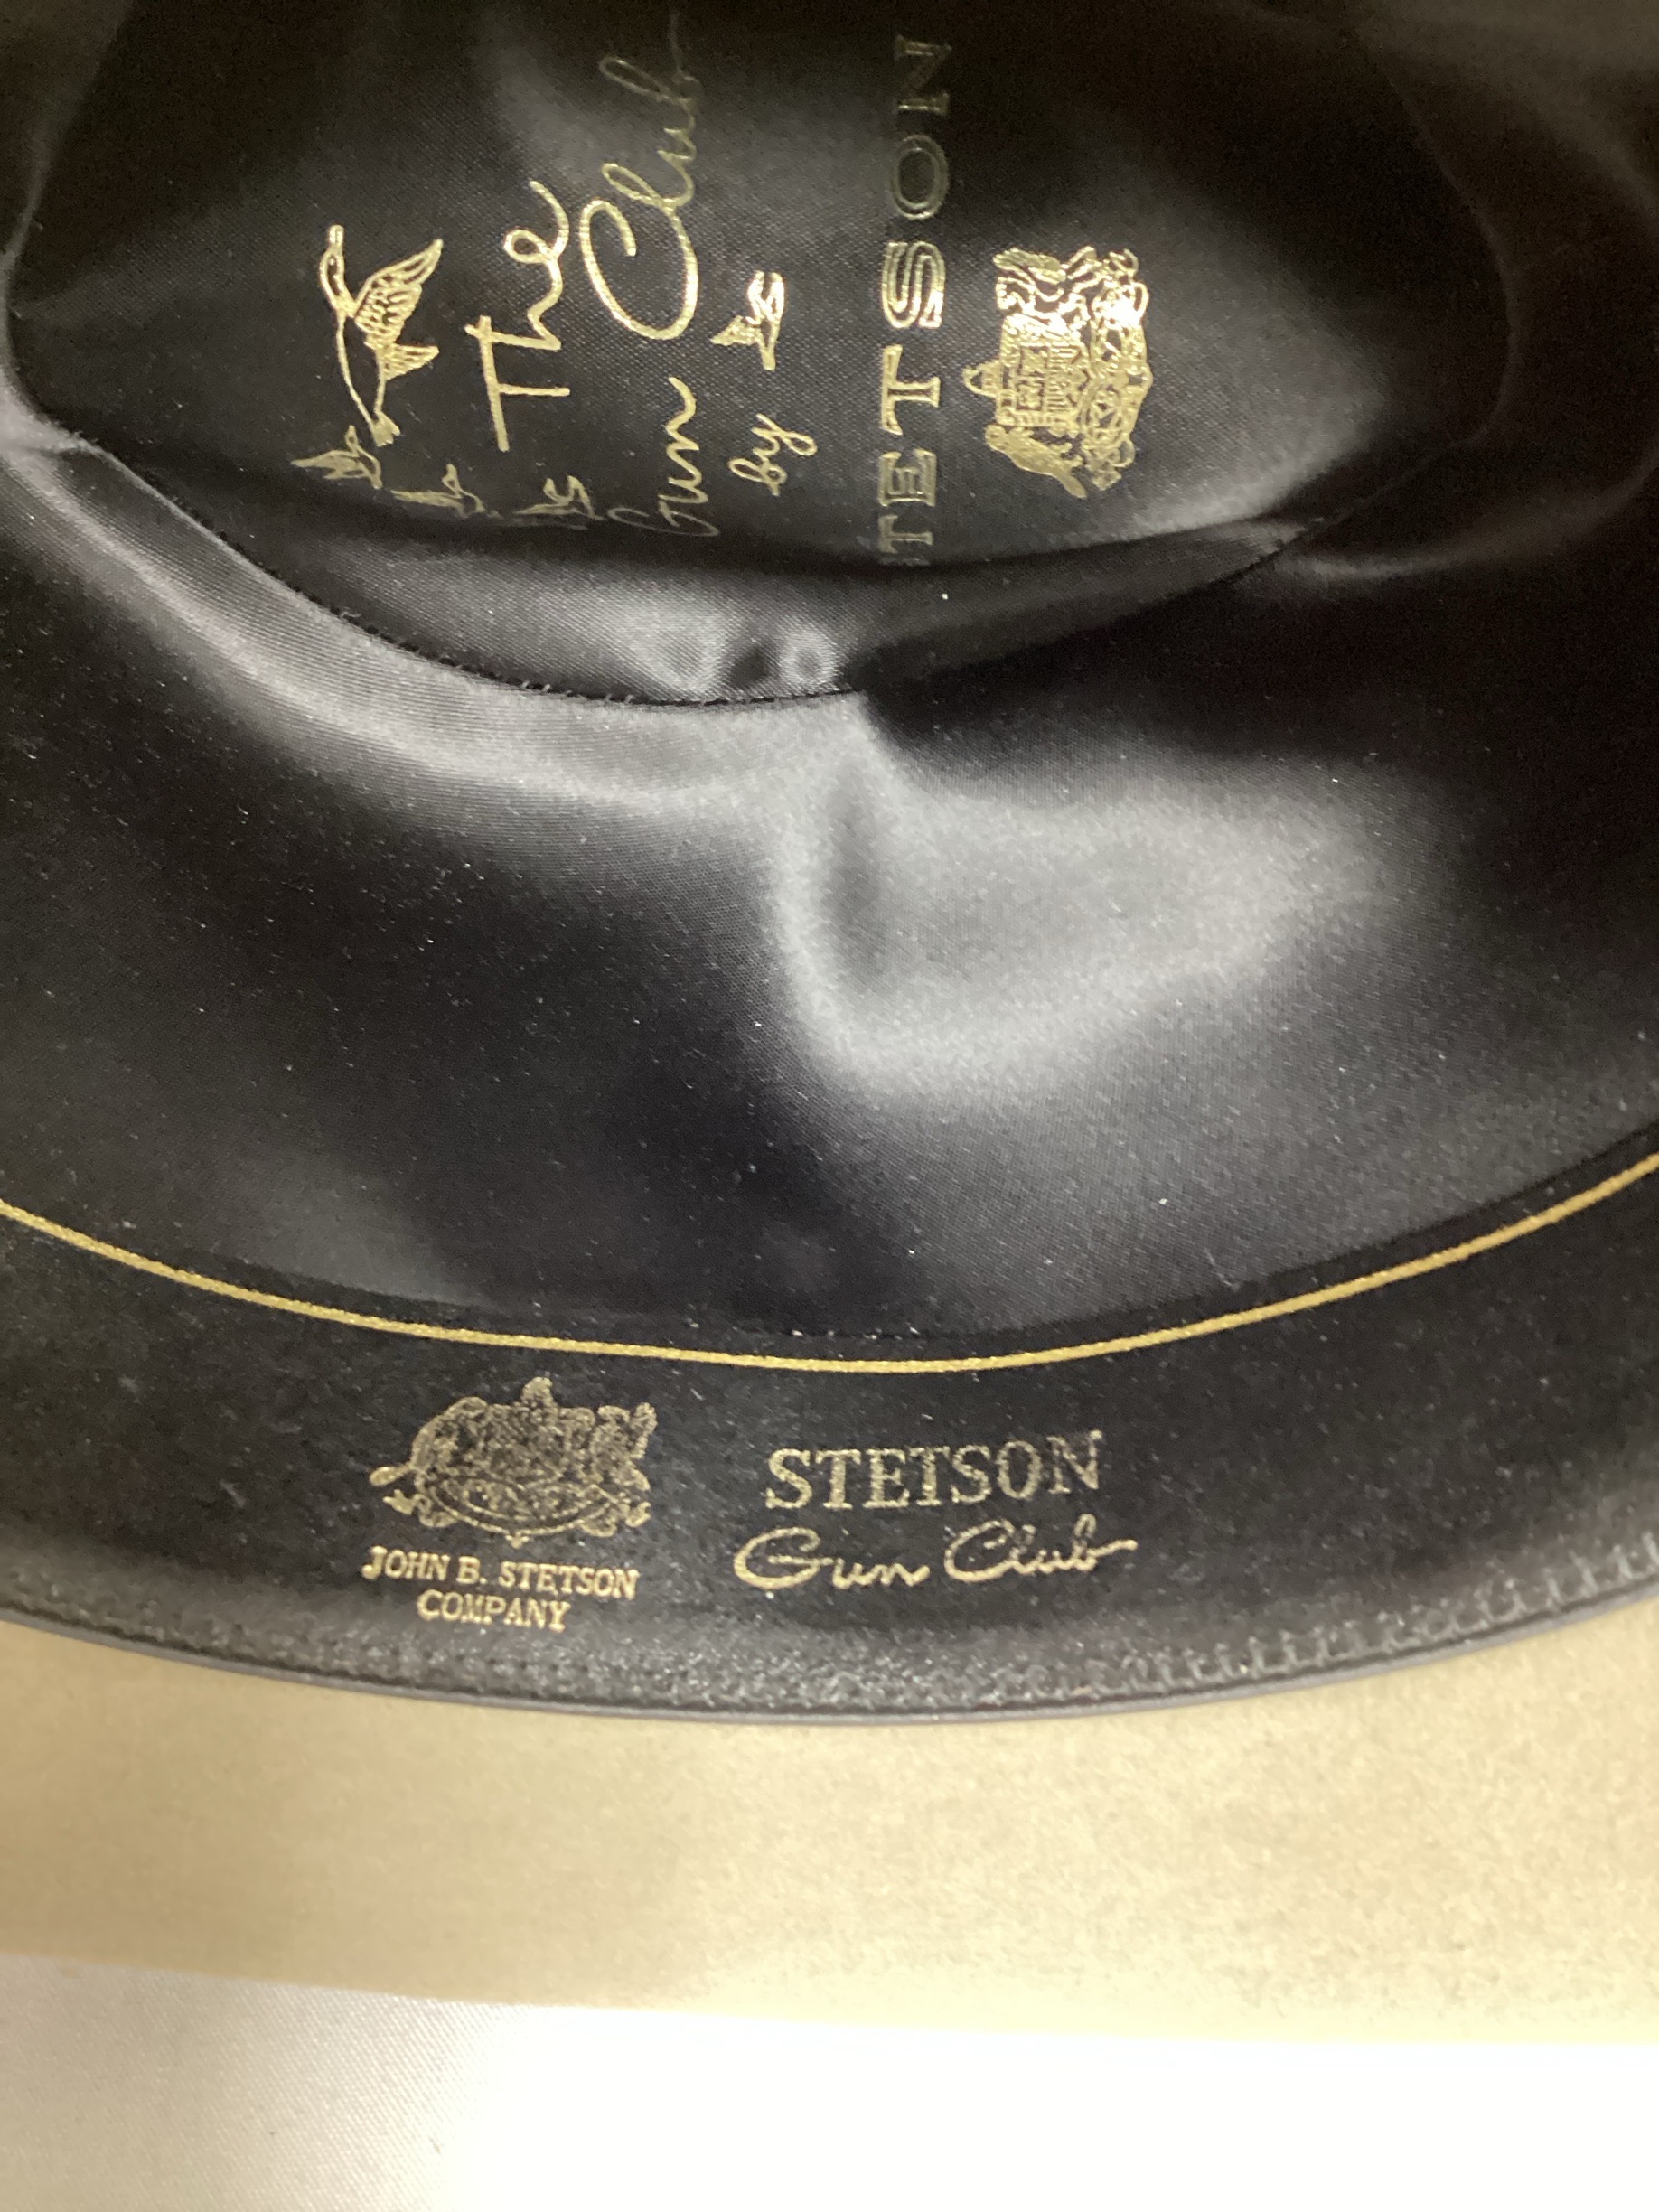 The
Gun Club
by
STETSON
JOHN B. STETSON
COMPANY
STETSON
Gun Club